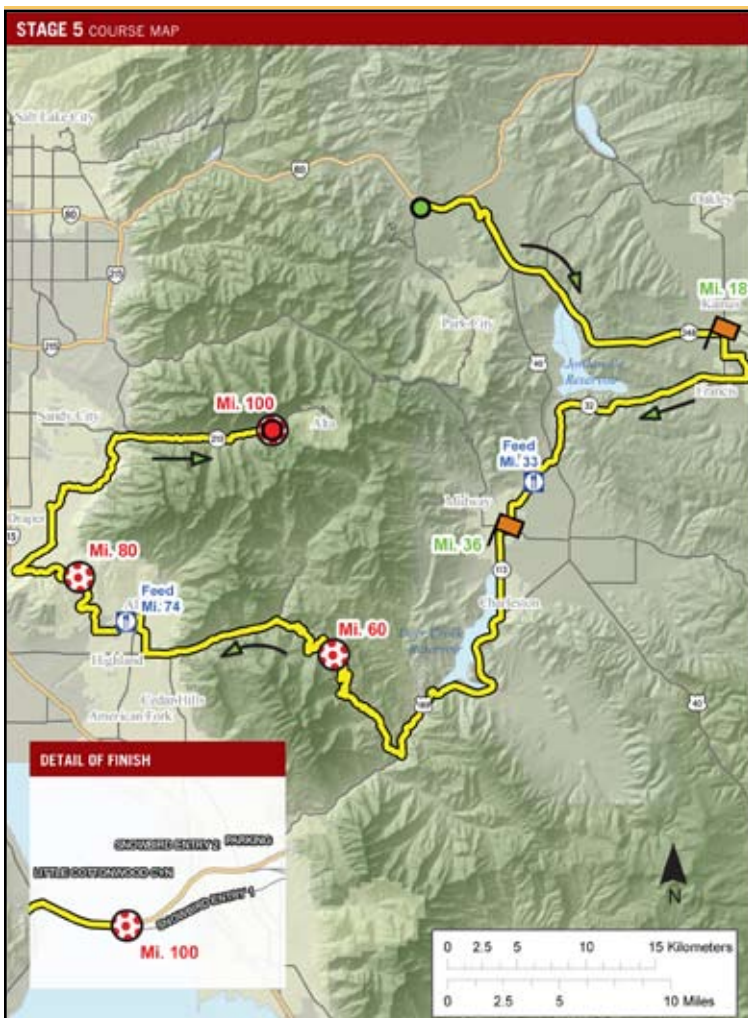 STAGE 5 COURSE MAP
Salt Lake City
80
80
215
215
Oakley
Mi. 18
Kamas
248
Park City
40
Jordanelle
Reservoir
Francis
32
Mi. 100
Alta
Sandy City
210
Feed
Mi. 33
Midway
Mi. 36
Draper
15
Mi. 80
113
Charleston
Feed
Mi. 74
Mi. 60
Deer Creek
Reservoir
Highland
189
Cedar Hills
American Fork
40
DETAIL OF FINISH
SNOWBIRD ENTRY 2
PARKING
LITTLE COTTONWOOD CYN
SNOWBIRD ENTRY 1
Mi. 100
N
0 2.5 5 10 15 Kilometers
0 2.5 5 10 Miles